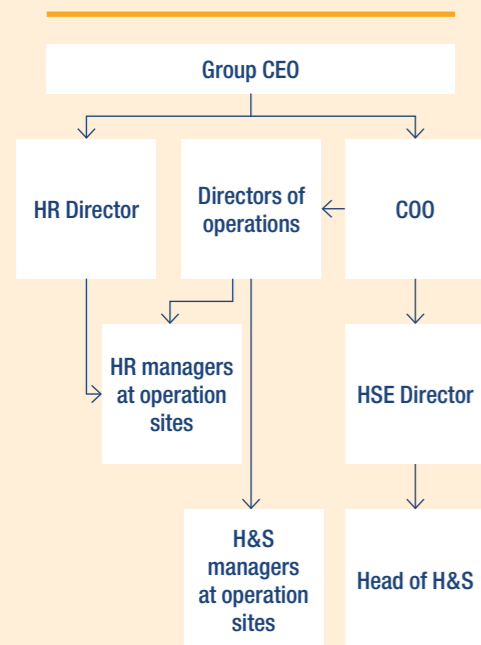 Group CEO
HR Director
Directors of
operations
COO
HR managers
at operation
sites
HSE Director
H&S
managers
at operation
sites
Head of H&S